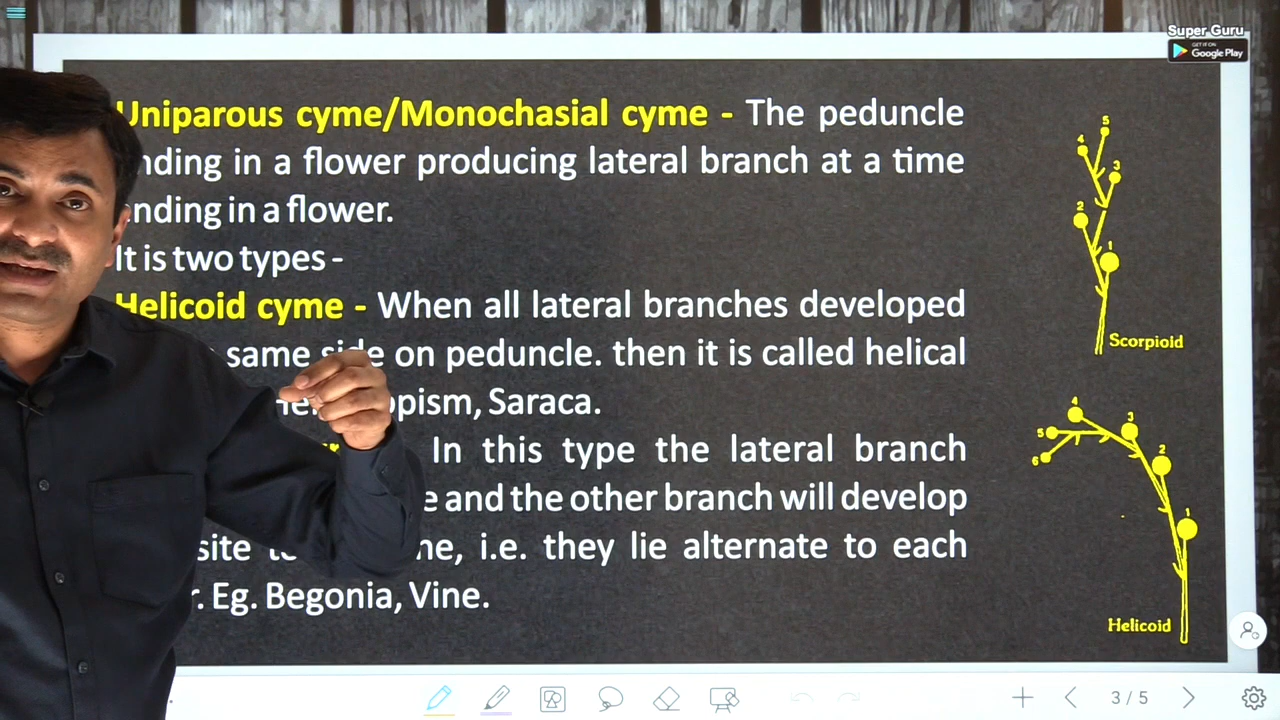 Super Guru
GET IT ON
Google Play
Uniparous cyme/Monochasial cyme - The peduncle
nding in a flower producing lateral branch at a time
ending in a flower.
It is two types -
Helicoid cyme - When all lateral branches developed
same side on peduncle. then it is called helical
opism, Saraca.
In this type the lateral branch
e and the other branch will develop
site to ne, i.e. they lie alternate to each
r. Eg. Begonia, Vine.
5
4
3
2
1
Scorpioid
4
3
5
2
6
1
Helicoid
3 / 5